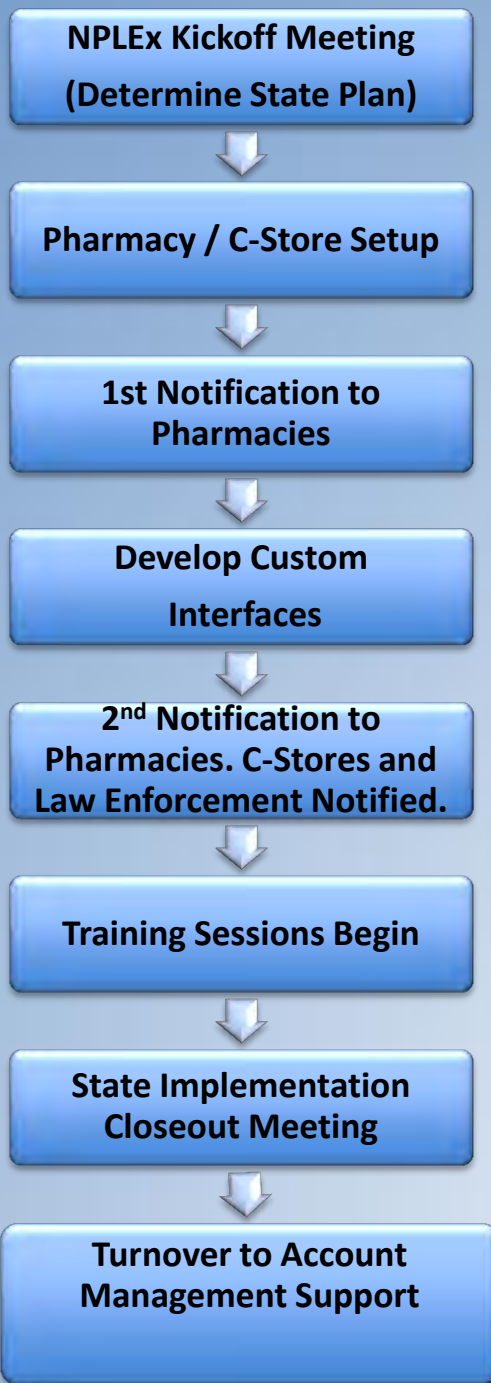 NPLEx Kickoff Meeting
(Determine State Plan)
Pharmacy / C-Store Setup
1st Notification to
Pharmacies
Develop Custom
Interfaces
2nd Notification to
Pharmacies. C-Stores and
Law Enforcement Notified.
Training Sessions Begin
State Implementation
Closeout Meeting
Turnover to Account
Management Support